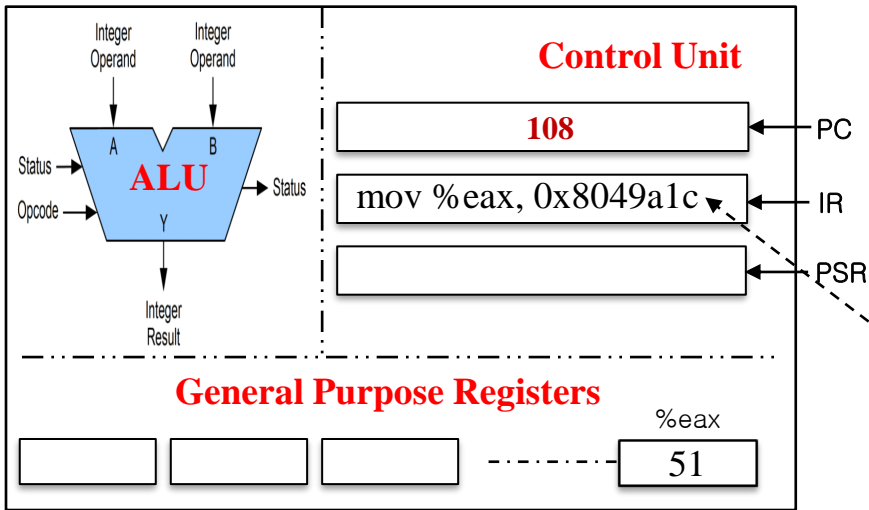 Integer
Operand
Integer
Operand
A
B
ALU
Status
Opcode
Status
Y
Integer
Result
Control Unit
108
PC
mov %eax, 0x8049a1c
IR
PSR
General Purpose Registers
%eax
51